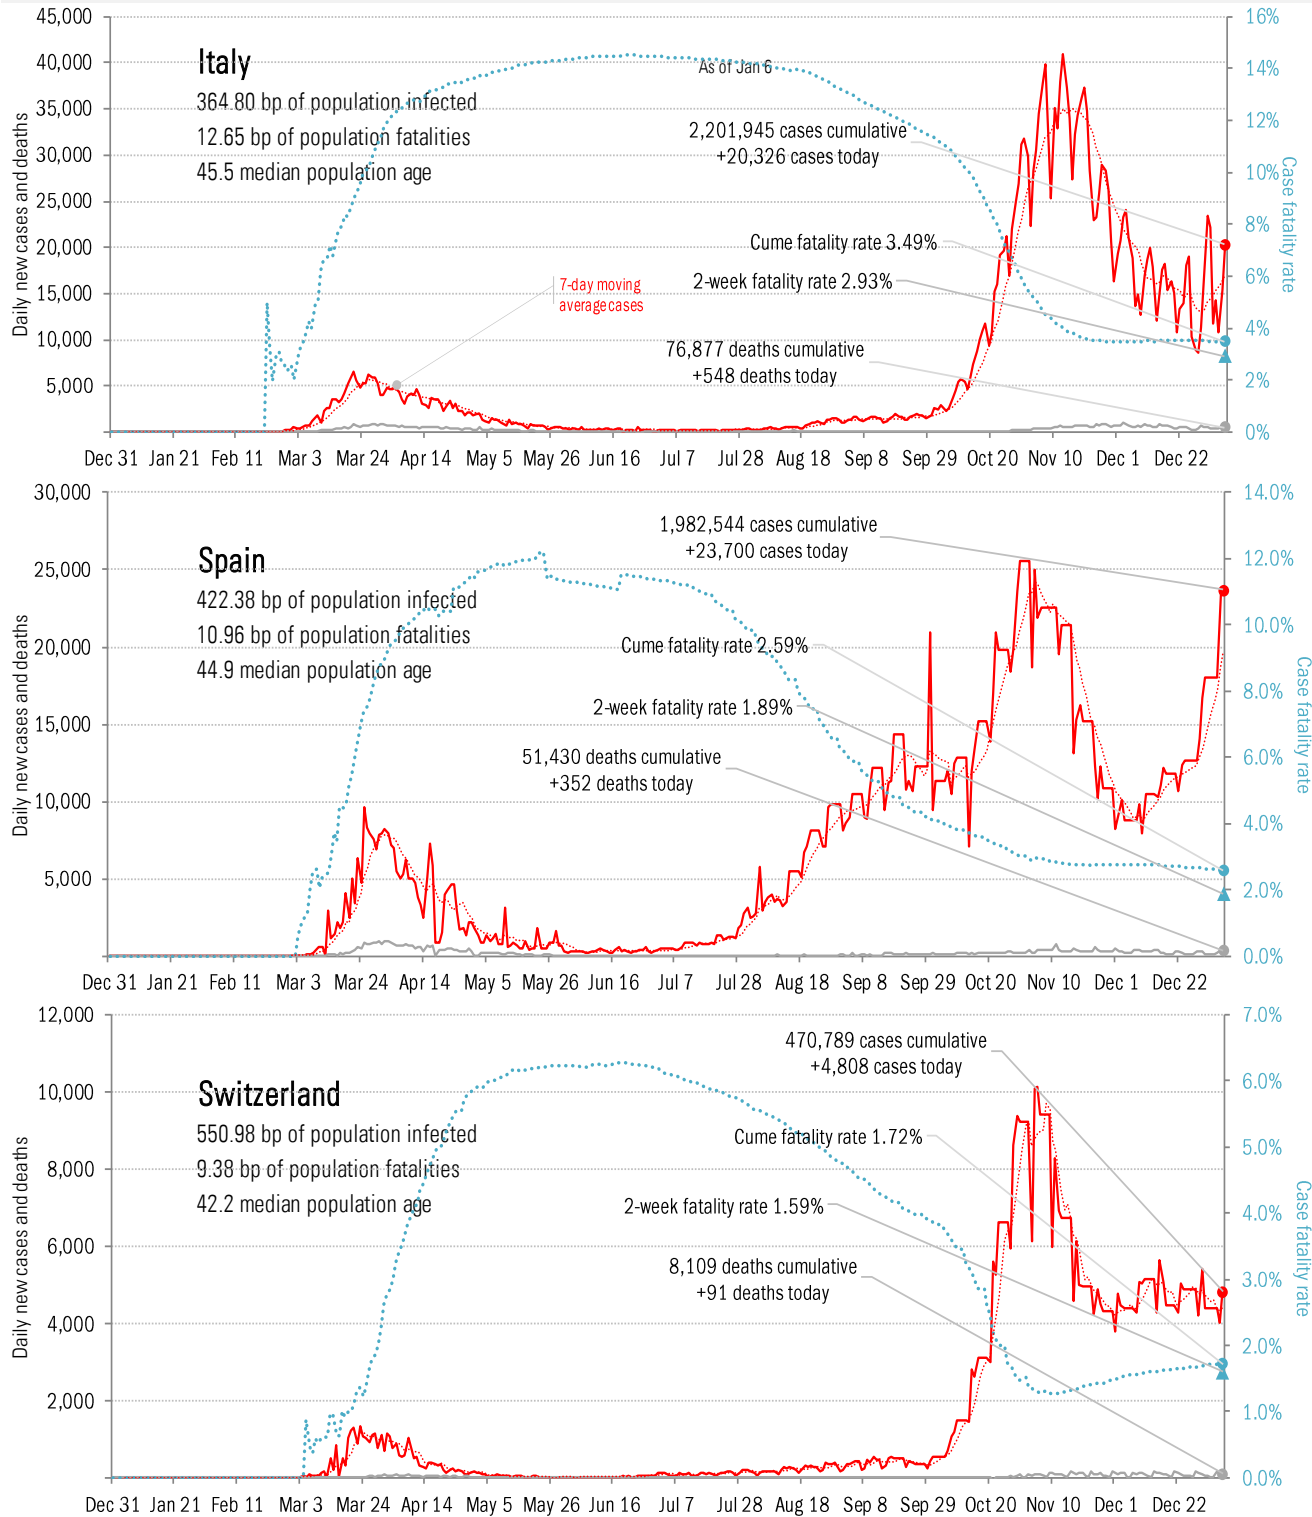 45,000
40,000
35,000
30,000
25,000
20,000
15,000
10,000
5,000
Daily new cases and deaths
Italy
364.80 bp of population infected
12.65 bp of population fatalities
45.5 median population age
As of Jan 6
2,201,945 cases cumulative
+20,326 cases today
Cume fatality rate 3.49%
2-week fatality rate 2.93%
7-day moving
average cases
76,877 deaths cumulative
+548 deaths today
16%
14%
12%
10%
8%
6%
4%
2%
0%
Case fatality rate
Dec 31 Jan 21 Feb 11 Mar 3 Mar 24 Apr 14 May 5 May 26 Jun 16 Jul 7 Jul 28 Aug 18 Sep 8 Sep 29 Oct 20 Nov 10 Dec 1 Dec 22
30,000
25,000
20,000
15,000
10,000
5,000
Daily new cases and deaths
Spain
422.38 bp of population infected
10.96 bp of population fatalities
44.9 median population age
1,982,544 cases cumulative
+23,700 cases today
Cume fatality rate 2.59%
2-week fatality rate 1.89%
51,430 deaths cumulative
+352 deaths today
14.0%
12.0%
10.0%
8.0%
6.0%
4.0%
2.0%
0.0%
Case fatality rate
Dec 31 Jan 21 Feb 11 Mar 3 Mar 24 Apr 14 May 5 May 26 Jun 16 Jul 7 Jul 28 Aug 18 Sep 8 Sep 29 Oct 20 Nov 10 Dec 1 Dec 22
12,000
10,000
8,000
6,000
4,000
2,000
Daily new cases and deaths
Switzerland
550.98 bp of population infected
9.38 bp of population fatalities
42.2 median population age
470,789 cases cumulative
+4,808 cases today
Cume fatality rate 1.72%
2-week fatality rate 1.59%
8,109 deaths cumulative
+91 deaths today
7.0%
6.0%
5.0%
4.0%
3.0%
2.0%
1.0%
0.0%
Case fatality rate
Dec 31 Jan 21 Feb 11 Mar 3 Mar 24 Apr 14 May 5 May 26 Jun 16 Jul 7 Jul 28 Aug 18 Sep 8 Sep 29 Oct 20 Nov 10 Dec 1 Dec 22